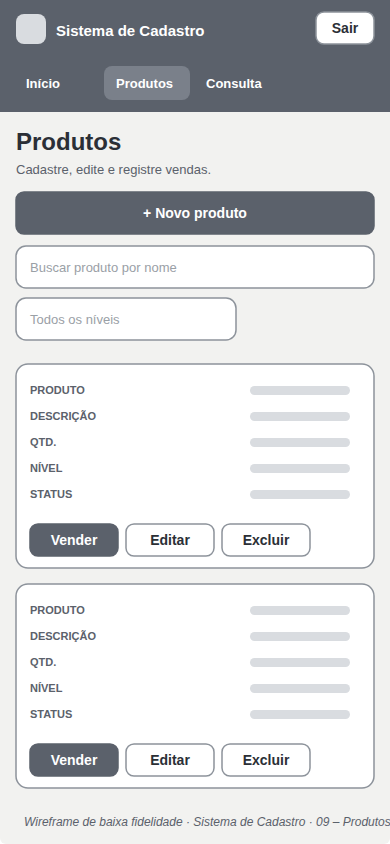 Sistema de Cadastro
Sair
Início Produtos Consulta
Produtos
Cadastre, edite e registre vendas.
+ Novo produto
Buscar produto por nome
Todos os níveis
PRODUTO
DESCRIÇÃO
QTD.
NÍVEL
STATUS
Vender Editar Excluir
PRODUTO
DESCRIÇÃO
QTD.
NÍVEL
STATUS
Vender Editar Excluir
Wireframe de baixa fidelidade · Sistema de Cadastro · 09 – Produtos